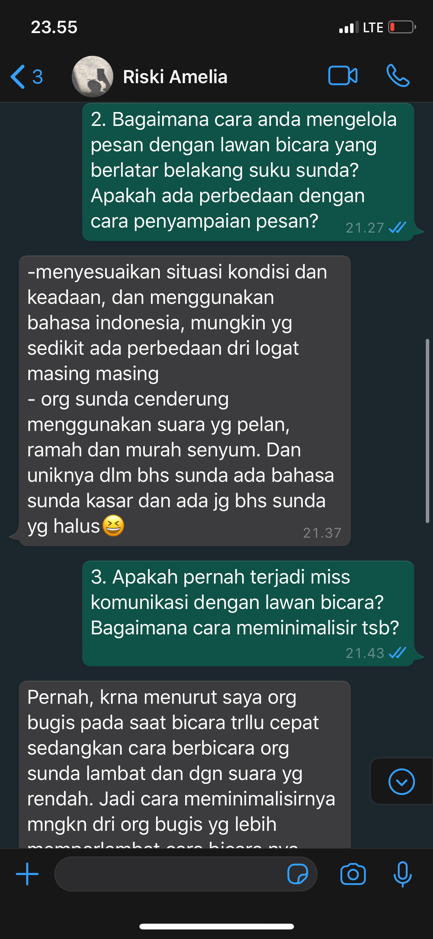 23.55
LTE
3
Riski Amelia
2. Bagaimana cara anda mengelola
pesan dengan lawan bicara yang
berlatar belakang suku sunda?
Apakah ada perbedaan dengan
cara penyampaian pesan?
21.27
-menyesuaikan situasi kondisi dan
keadaan, dan menggunakan
bahasa indonesia, mungkin yg
sedikit ada perbedaan dri logat
masing masing
- org sunda cenderung
menggunakan suara yg pelan,
ramah dan murah senyum. Dan
uniknya dlm bhs sunda ada bahasa
sunda kasar dan ada jg bhs sunda
yg halus😆
21.37
3. Apakah pernah terjadi miss
komunikasi dengan lawan bicara?
Bagaimana cara meminimalisir tsb?
21.43
Pernah, krna menurut saya org
bugis pada saat bicara trllu cepat
sedangkan cara berbicara org
sunda lambat dan dgn suara yg
rendah. Jadi cara meminimalisirnya
mngkn dri org bugis yg lebih